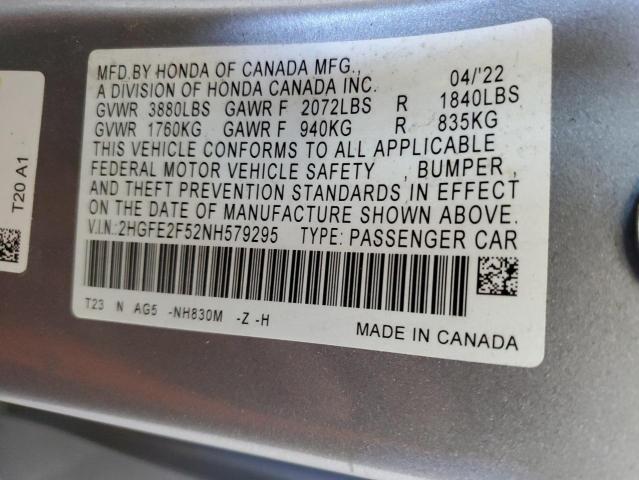 MFD.BY HONDA OF CANADA MFG., 04/'22
A DIVISION OF HONDA CANADA INC.
GVWR 3880LBS GAWR F 2072LBS R 1840LBS
GVWR 1760KG GAWR F 940KG R 835KG
THIS VEHICLE CONFORMS TO ALL APPLICABLE
FEDERAL MOTOR VEHICLE SAFETY , BUMPER,
AND THEFT PREVENTION STANDARDS IN EFFECT
ON THE DATE OF MANUFACTURE SHOWN ABOVE.
V.I.N.:2HGFE2F52NH579295 TYPE: PASSENGER CAR
T23 N AG5 -NH830M -Z -H
MADE IN CANADA
T20 A1